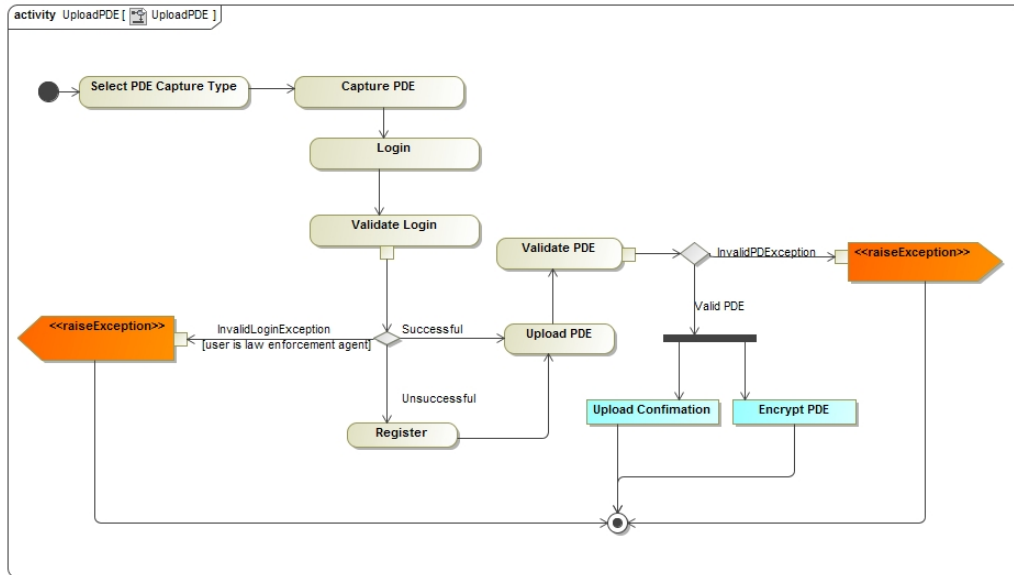 activity UploadPDE [ UploadPDE ]
Select PDE Capture Type
Capture PDE
Login
Validate Login
Validate PDE
InvalidPDException
<<raiseException>>
Valid PDE
<<raiseException>>
InvalidLoginException
[user is law enforcement agent]
Successful
Upload PDE
Unsuccessful
Register
Upload Confimation
Encrypt PDE